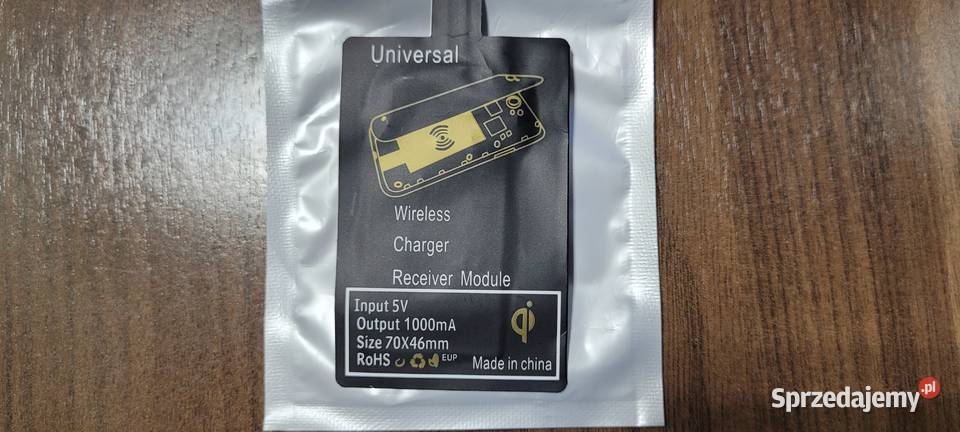 Universal
Wireless
Charger
Receiver Module
Input 5V
Output 1000mA
Size 70X46mm
RoHS EUP
qi
Made in china
Sprzedajemy.pl